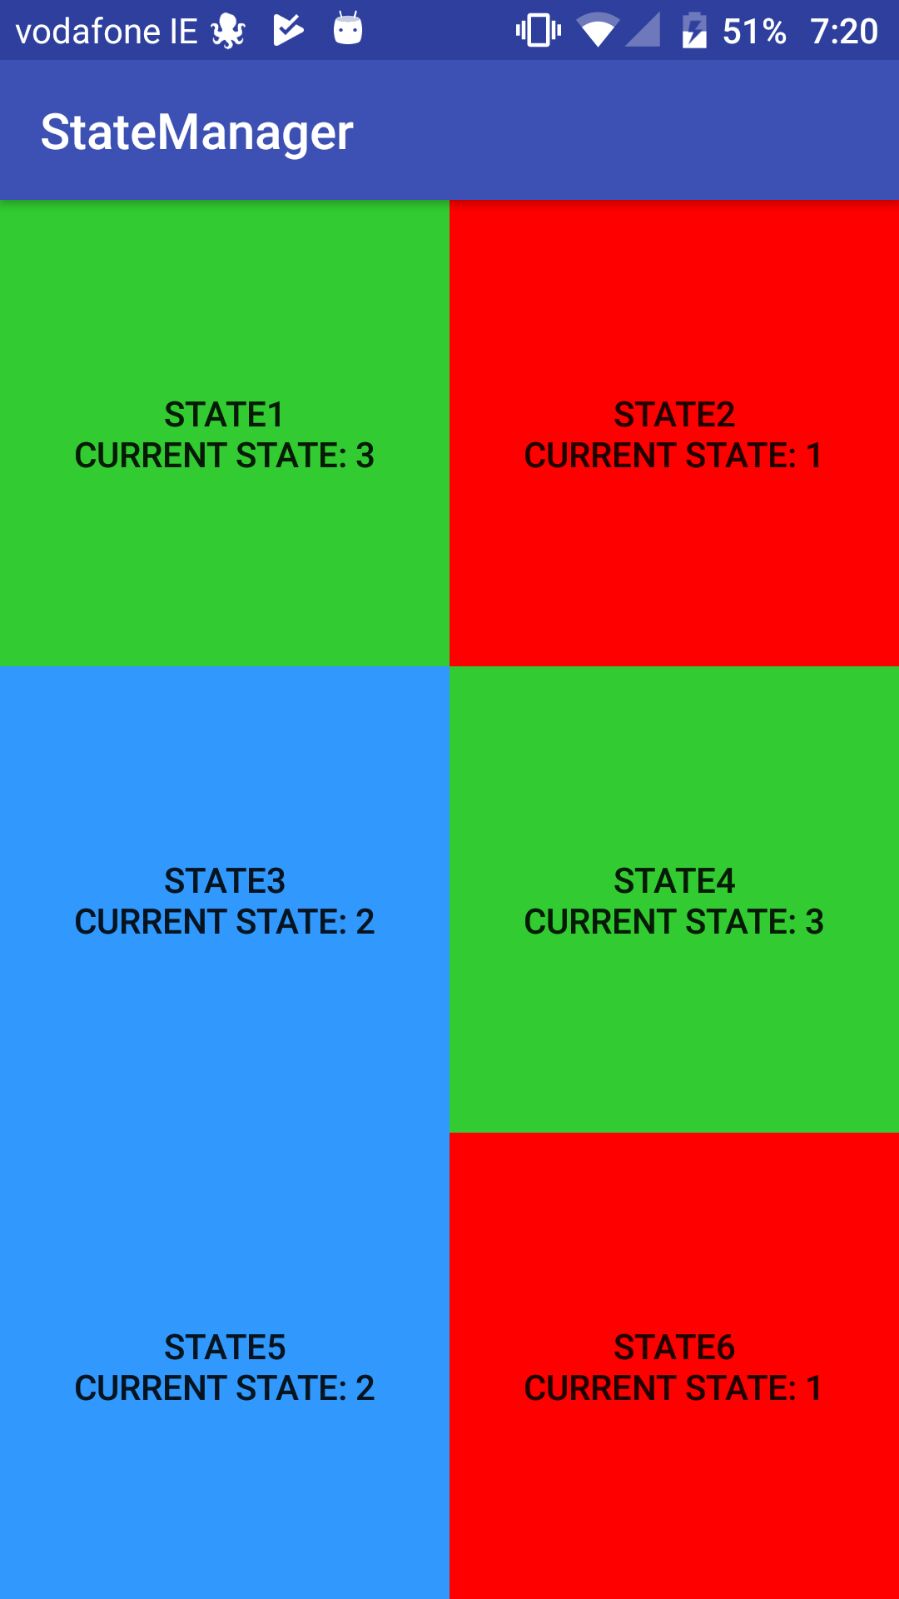 vodafone IE 51% 7:20
StateManager
STATE1
CURRENT STATE: 3
STATE2
CURRENT STATE: 1
STATE3
CURRENT STATE: 2
STATE4
CURRENT STATE: 3
STATE5
CURRENT STATE: 2
STATE6
CURRENT STATE: 1